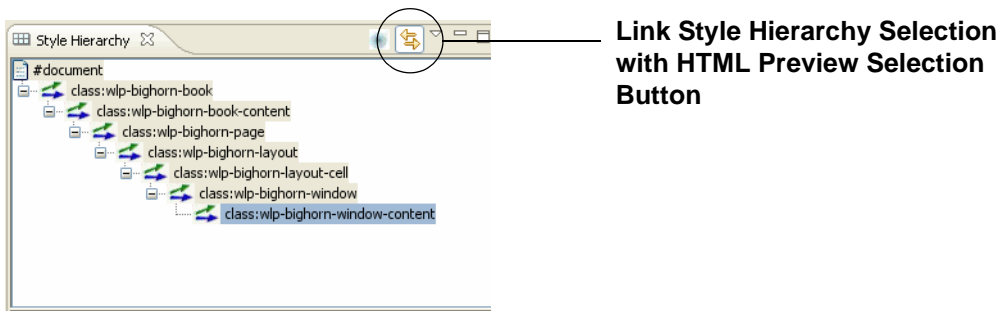 Style Hierarchy
#document
class:wlp-bighorn-book
class:wlp-bighorn-book-content
class:wlp-bighorn-page
class:wlp-bighorn-layout
class:wlp-bighorn-layout-cell
class:wlp-bighorn-window
class:wlp-bighorn-window-content
Link Style Hierarchy Selection
with HTML Preview Selection
Button